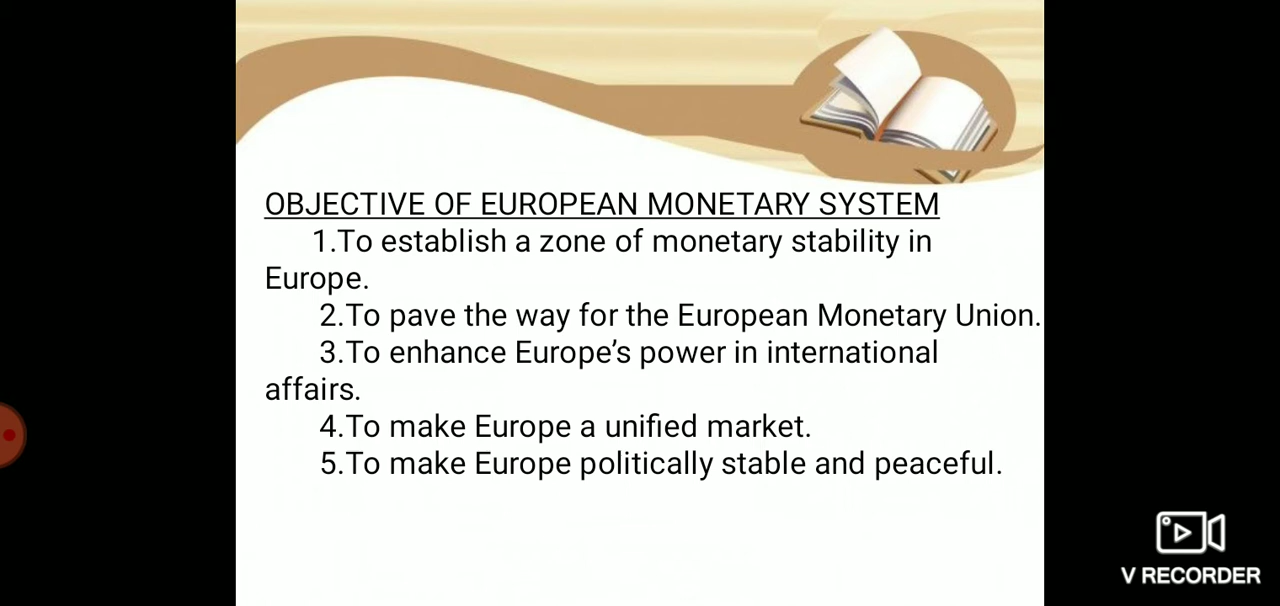 OBJECTIVE OF EUROPEAN MONETARY SYSTEM
1.To establish a zone of monetary stability in
Europe.
2.To pave the way for the European Monetary Union.
3.To enhance Europe's power in international
affairs.
4.To make Europe a unified market.
5.To make Europe politically stable and peaceful.
V RECORDER